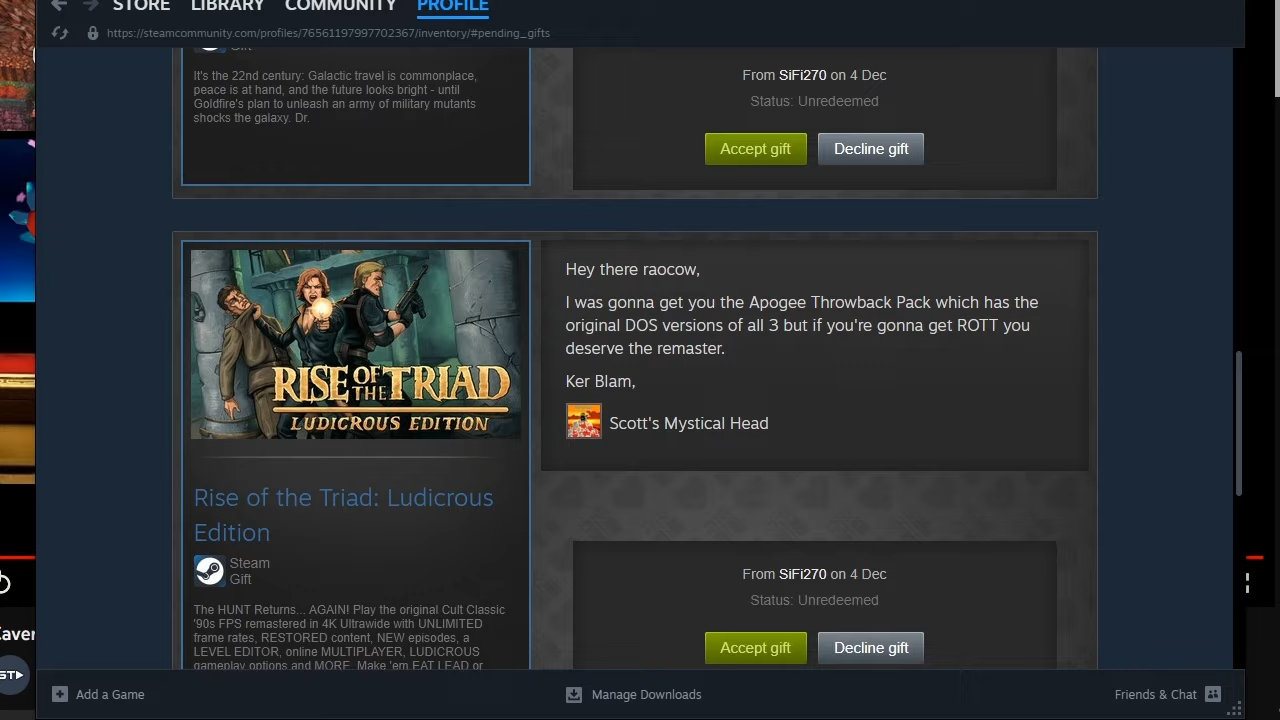 STORE LIBRARY COMMUNITY PROFILE
https://steamcommunity.com/profiles/76561197997702367/inventory/#pending_gifts
Gift
It's the 22nd century: Galactic travel is commonplace,
peace is at hand, and the future looks bright - until
Goldfire's plan to unleash an army of military mutants
shocks the galaxy. Dr.
From SiFi270 on 4 Dec
Status: Unredeemed
Accept gift
Decline gift
RISE OF THE TRIAD
LUDICROUS EDITION
Rise of the Triad: Ludicrous
Edition
Steam
Gift
The HUNT Returns... AGAIN! Play the original Cult Classic
'90s FPS remastered in 4K Ultrawide with UNLIMITED
frame rates, RESTORED content, NEW episodes, a
LEVEL EDITOR, online MULTIPLAYER, LUDICROUS
gameplay options and MORE. Make 'em EAT LEAD or
Hey there raocow,
I was gonna get you the Apogee Throwback Pack which has the
original DOS versions of all 3 but if you're gonna get ROTT you
deserve the remaster.
Ker Blam,
Scott's Mystical Head
From SiFi270 on 4 Dec
Status: Unredeemed
Accept gift
Decline gift
Caver
ST
Add a Game
Manage Downloads
Friends & Chat